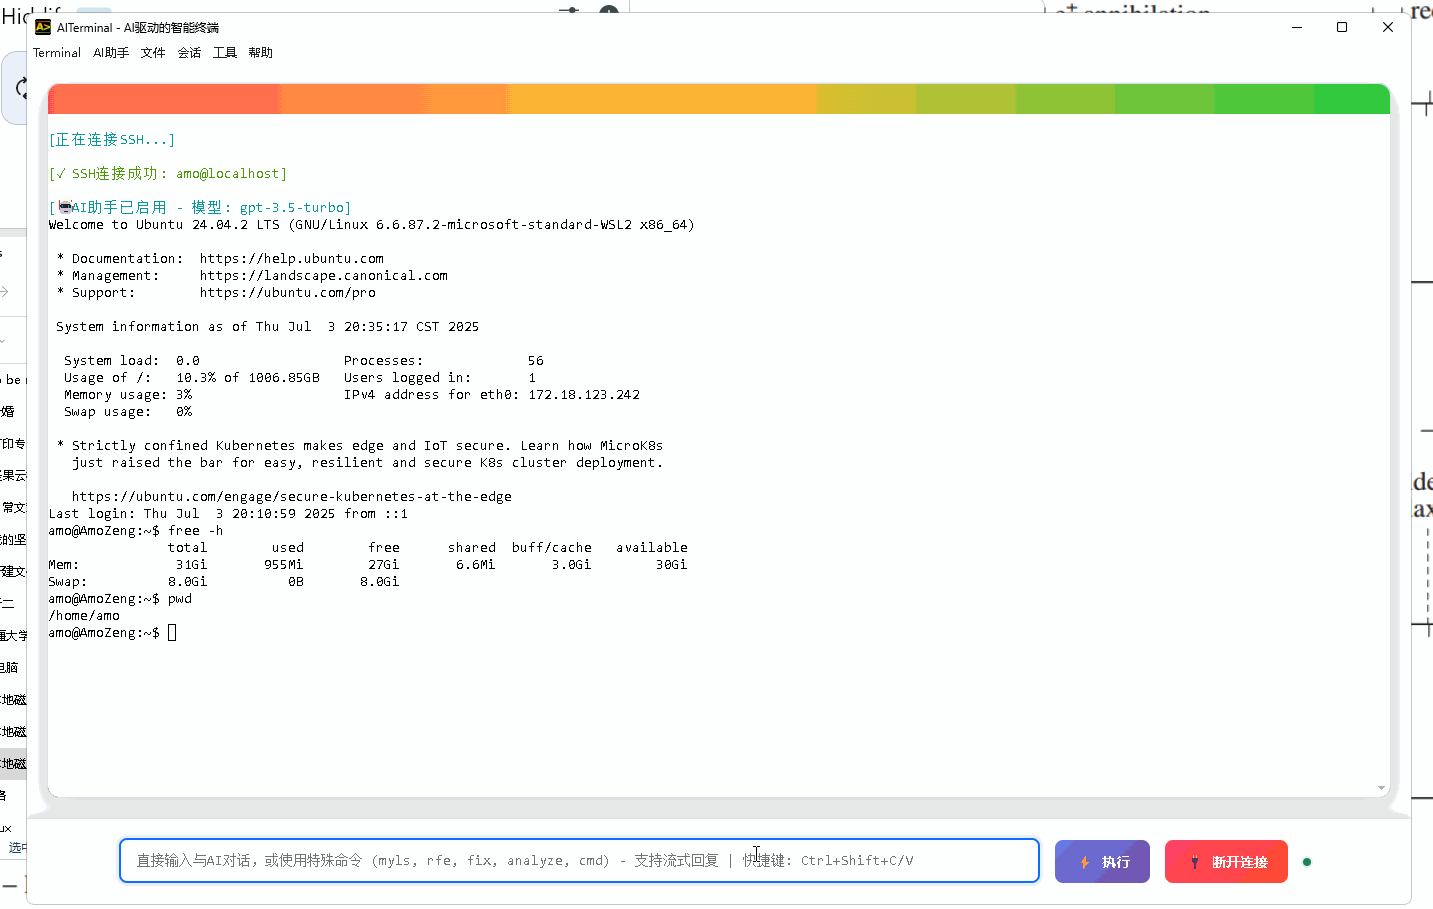 AITerminal - AI驱动的智能终端
Terminal AI助手 文件 会话 工具 帮助
[正在连接SSH...]
[✓ SSH连接成功: amo@localhost]
[🤖AI助手已启用 - 模型: gpt-3.5-turbo]
Welcome to Ubuntu 24.04.2 LTS (GNU/Linux 6.6.87.2-microsoft-standard-WSL2 x86_64)
* Documentation: https://help.ubuntu.com
* Management: https://landscape.canonical.com
* Support: https://ubuntu.com/pro
System information as of Thu Jul 3 20:35:17 CST 2025
System load: 0.0 Processes: 56
Usage of /: 10.3% of 1006.85GB Users logged in: 1
Memory usage: 3% IPv4 address for eth0: 172.18.123.242
Swap usage: 0%
* Strictly confined Kubernetes makes edge and IoT secure. Learn how MicroK8s
just raised the bar for easy, resilient and secure K8s cluster deployment.
https://ubuntu.com/engage/secure-kubernetes-at-the-edge
Last login: Thu Jul 3 20:10:59 2025 from ::1
amo@AmoZeng:~$ free -h
total used free shared buff/cache available
Mem: 31Gi 955Mi 27Gi 6.6Mi 3.0Gi 30Gi
Swap: 8.0Gi 0B 8.0Gi
amo@AmoZeng:~$ pwd
/home/amo
amo@AmoZeng:~$
直接输入与AI对话，或使用特殊命令 (myls, rfe, fix, analyze, cmd) - 支持流式回复 | 快捷键: Ctrl+Shift+C/V
执行
断开连接